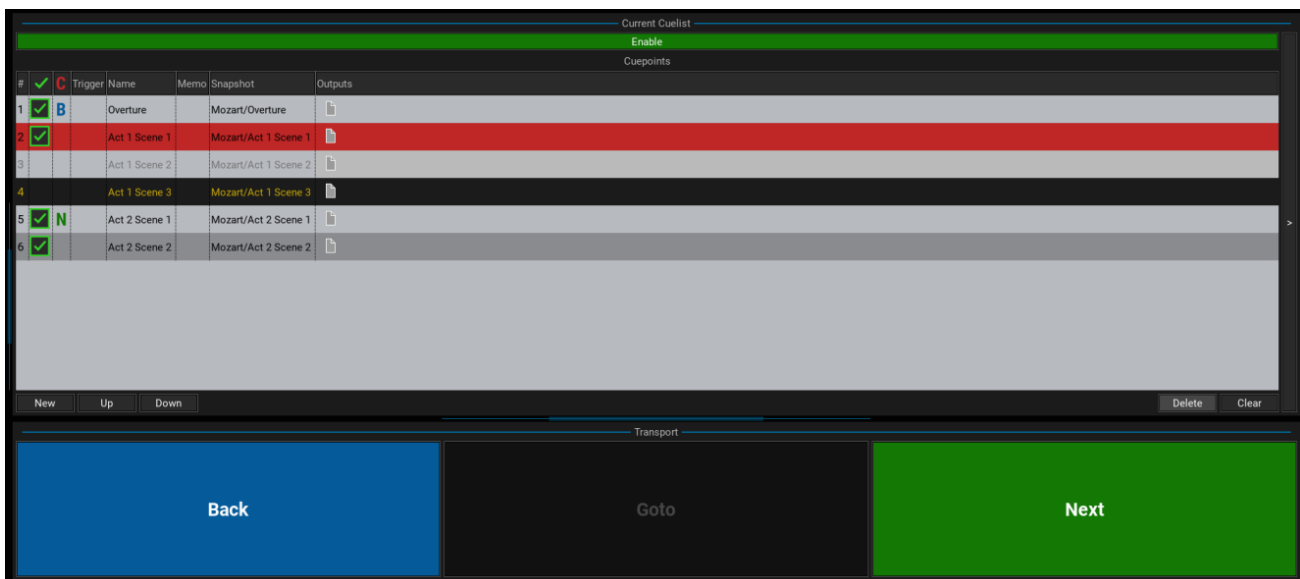 Current Cuelist
Enable
Cuepoints
# C Trigger Name Memo Snapshot Outputs
1 B Overture Mozart/Overture
2 Act 1 Scene 1 Mozart/Act 1 Scene 1
3 Act 1 Scene 2 Mozart/Act 1 Scene 2
4 Act 1 Scene 3 Mozart/Act 1 Scene 3
5 N Act 2 Scene 1 Mozart/Act 2 Scene 1
6 Act 2 Scene 2 Mozart/Act 2 Scene 2
>
New Up Down Delete Clear
Transport
Back Goto Next